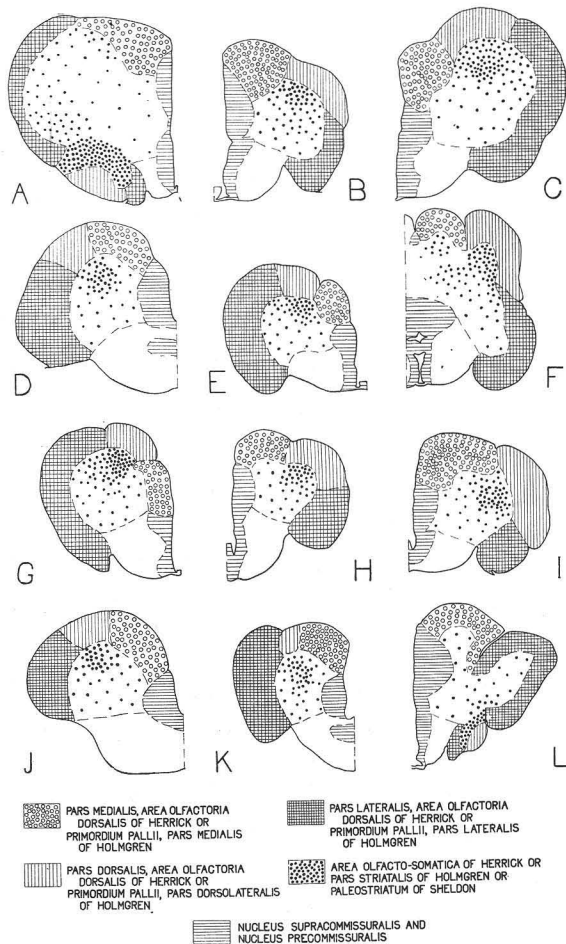 A
B
C
D
E
F
G
H
I
J
K
L
PARS MEDIALIS, AREA OLFACTORIA
DORSALIS OF HERRICK OR
PRIMORDIUM PALLII, PARS MEDIALIS
OF HOLMGREN
PARS LATERALIS, AREA OLFACTORIA
DORSALIS OF HERRICK OR
PRIMORDIUM PALLII, PARS LATERALIS
OF HOLMGREN
PARS DORSALIS, AREA OLFACTORIA
DORSALIS OF HERRICK OR
PRIMORDIUM PALLII, PARS DORSOLATERALIS
OF HOLMGREN
AREA OLFACTO-SOMATICA OF HERRICK OR
PARS STRIATALIS OF HOLMGREN OR
PALEOSTRIATUM OF SHELDON
NUCLEUS SUPRACOMMISSURALIS AND
NUCLEUS PRECOMMISSURALIS